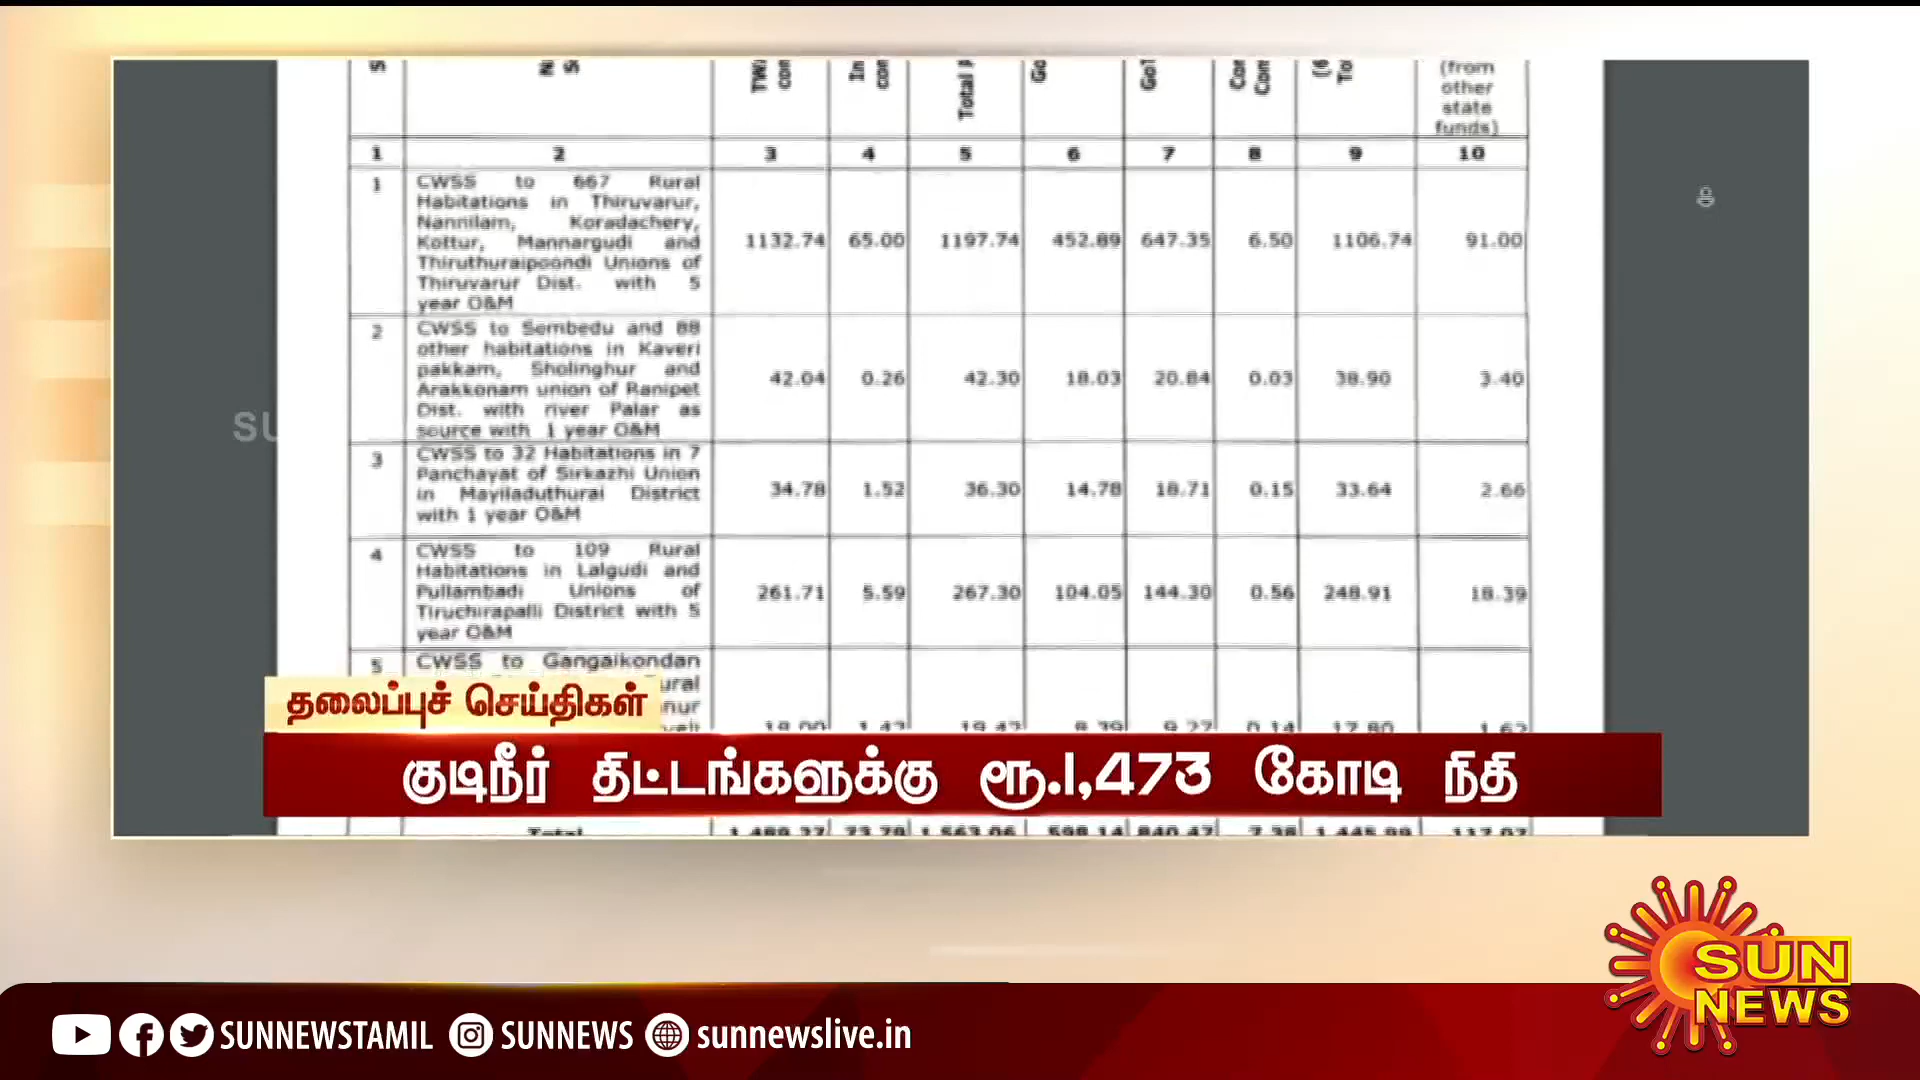 (from
other
state
funds)
Total
1 2 3 4 5 6 7 8 9 10
1 CWSS to 667 Rural
Habitations in Thiruvarur,
Nannilam, Koradachery,
Kottur, Mannargudi and
Thiruthuraipoondi Unions of
Thiruvarur Dist. with 5
year O&M
1132.74 65.00 1197.74 452.89 647.35 6.50 1106.74 91.00
2 CWSS to Sembedu and 88
other habitations in Kaveri
pakkam, Sholinghur and
Arakkonam union of Ranipet
Dist. with river Palar as
source with 1 year O&M
42.04 0.26 42.30 18.03 20.84 0.03 38.90 3.40
3 CWSS to 32 Habitations in 7
Panchayat of Sirkazhi Union
in Mayiladuthurai District
with 1 year O&M
34.78 1.52 36.30 14.78 18.71 0.15 33.64 2.66
4 CWSS to 109 Rural
Habitations in Lalgudi and
Pullambadi Unions of
Tiruchirapalli District with 5
year O&M
261.71 5.59 267.30 104.05 144.30 0.56 248.91 18.39
5 CWSS to Gangaikondan
தலைப்புச் செய்திகள்
குடிநீர் திட்டங்களுக்கு ரூ.1,473 கோடி நிதி
Total
SUN
NEWS
SUNNEWSTAMIL SUNNEWS sunnewslive.in